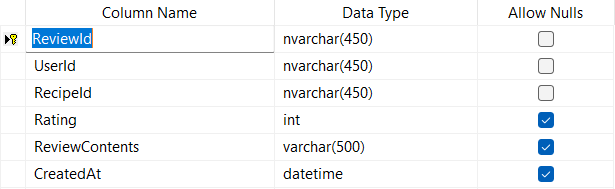 Column Name Data Type Allow Nulls
ReviewId nvarchar(450)
UserId nvarchar(450)
RecipeId nvarchar(450)
Rating int
ReviewContents varchar(500)
CreatedAt datetime